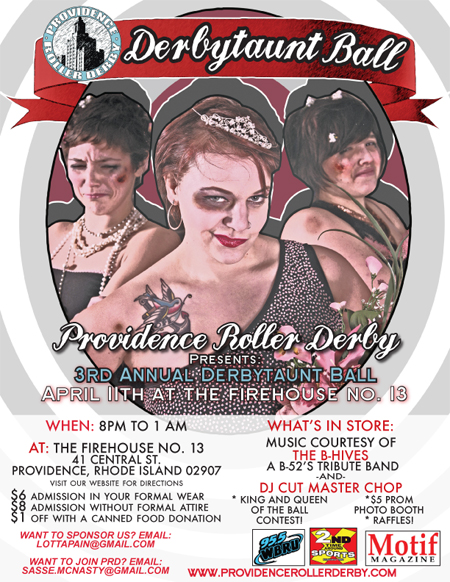 PROVIDENCE
ROLLER DERBY
Derbytaunt Ball
Providence Roller Derby
PRESENTS:
3RD ANNUAL DERBYTAUNT BALL
APRIL 11TH AT THE FIREHOUSE NO. 13
WHEN: 8PM TO 1 AM
AT: THE FIREHOUSE NO. 13
41 CENTRAL ST.
PROVIDENCE, RHODE ISLAND 02907
VISIT OUR WEBSITE FOR DIRECTIONS
$6 ADMISSION IN YOUR FORMAL WEAR
$8 ADMISSION WITHOUT FORMAL ATTIRE
$1 OFF WITH A CANNED FOOD DONATION
WANT TO SPONSOR US? EMAIL:
LOTTAPAIN@GMAIL.COM
WANT TO JOIN PRD? EMAIL:
SASSE.MCNASTY@GMAIL.COM
WHAT'S IN STORE:
MUSIC COURTESY OF
THE B-HIVES
A B-52'S TRIBUTE BAND
-AND-
DJ CUT MASTER CHOP
* KING AND QUEEN
OF THE BALL
CONTEST!
*$5 PROM
PHOTO BOOTH
* RAFFLES!
95.5
WBRU
2ND
TIME
SPORTS
Motif
MAGAZINE
WWW.PROVIDENCEROLLERDERBY.COM